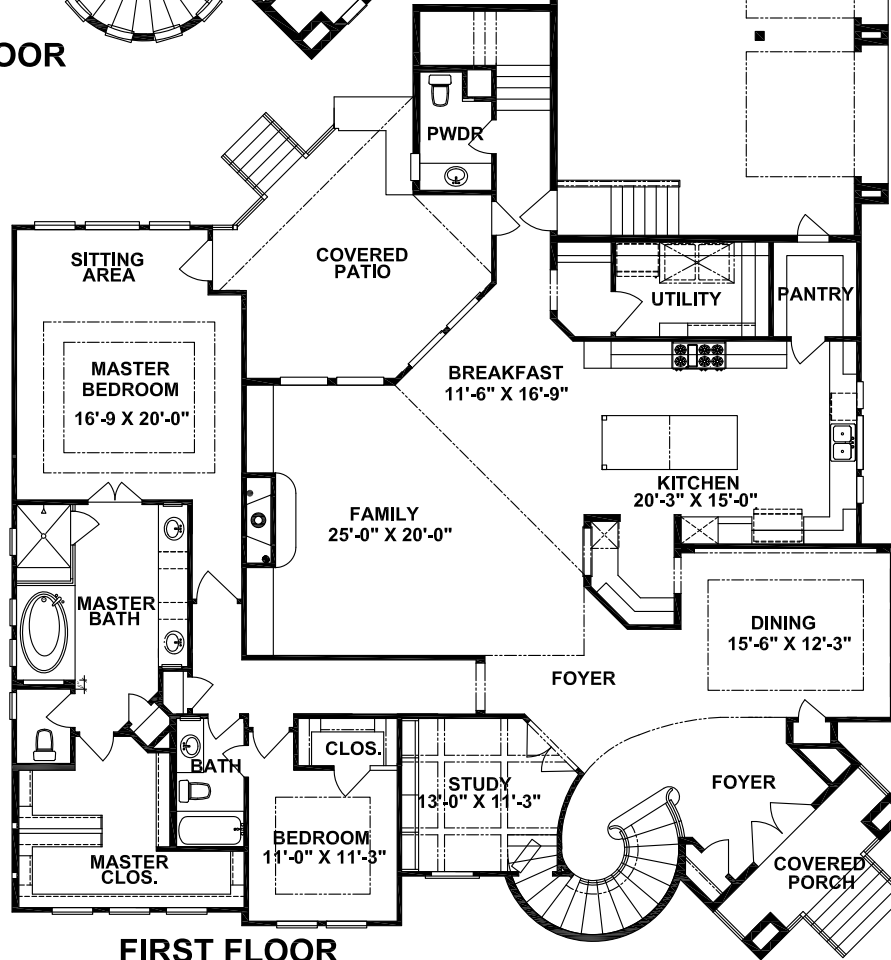 OOR
PWDR
SITTING
AREA
COVERED
PATIO
UTILITY
PANTRY
MASTER
BEDROOM
16'-9 X 20'-0"
BREAKFAST
11'-6" X 16'-9"
KITCHEN
20'-3" X 15'-0"
FAMILY
25'-0" X 20'-0"
MASTER
BATH
DINING
15'-6" X 12'-3"
FOYER
CLOS.
BATH
STUDY
13'-0" X 11'-3"
FOYER
BEDROOM
11'-0" X 11'-3"
MASTER
CLOS.
COVERED
PORCH
FIRST FLOOR